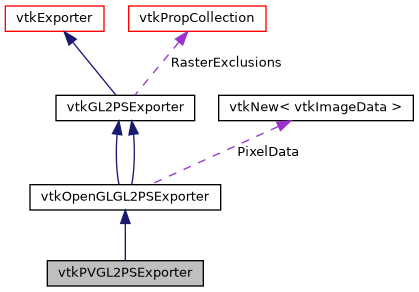 vtkExporter
vtkPropCollection
RasterExclusions
vtkGL2PSExporter
vtkNew< vtkImageData >
PixelData
vtkOpenGLGL2PSExporter
vtkPVGL2PSExporter